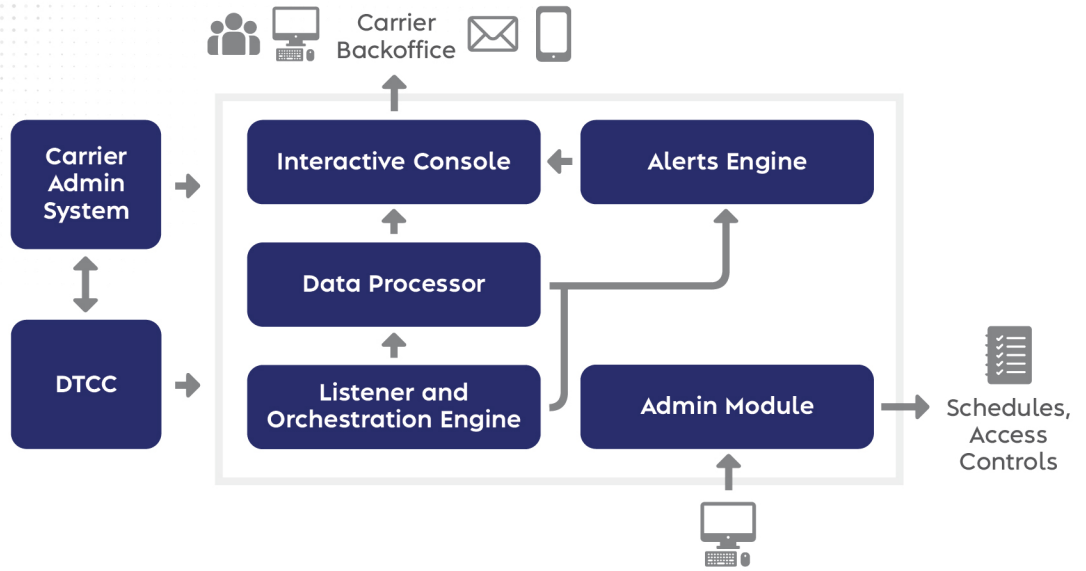 Carrier
Backoffice
Carrier
Admin
System
Interactive Console
Alerts Engine
Data Processor
DTCC
Listener and
Orchestration Engine
Admin Module
Schedules,
Access
Controls